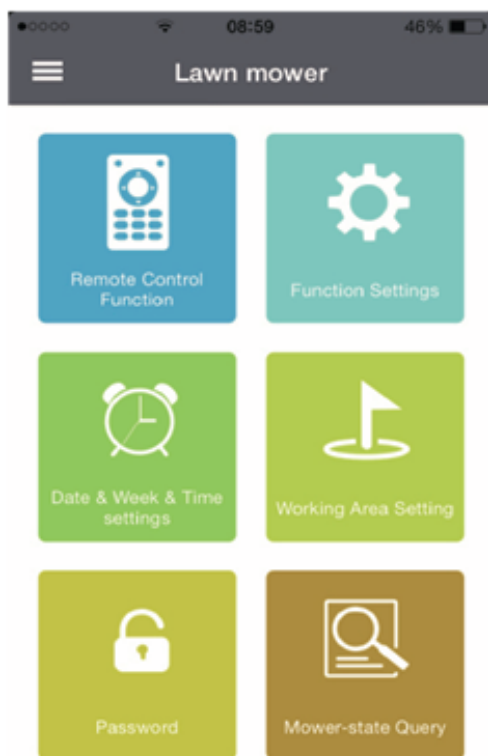 08:59
46%
Lawn mower
Remote Control
Function
Function Settings
Date & Week & Time
settings
Working Area Setting
Password
Mower-state Query